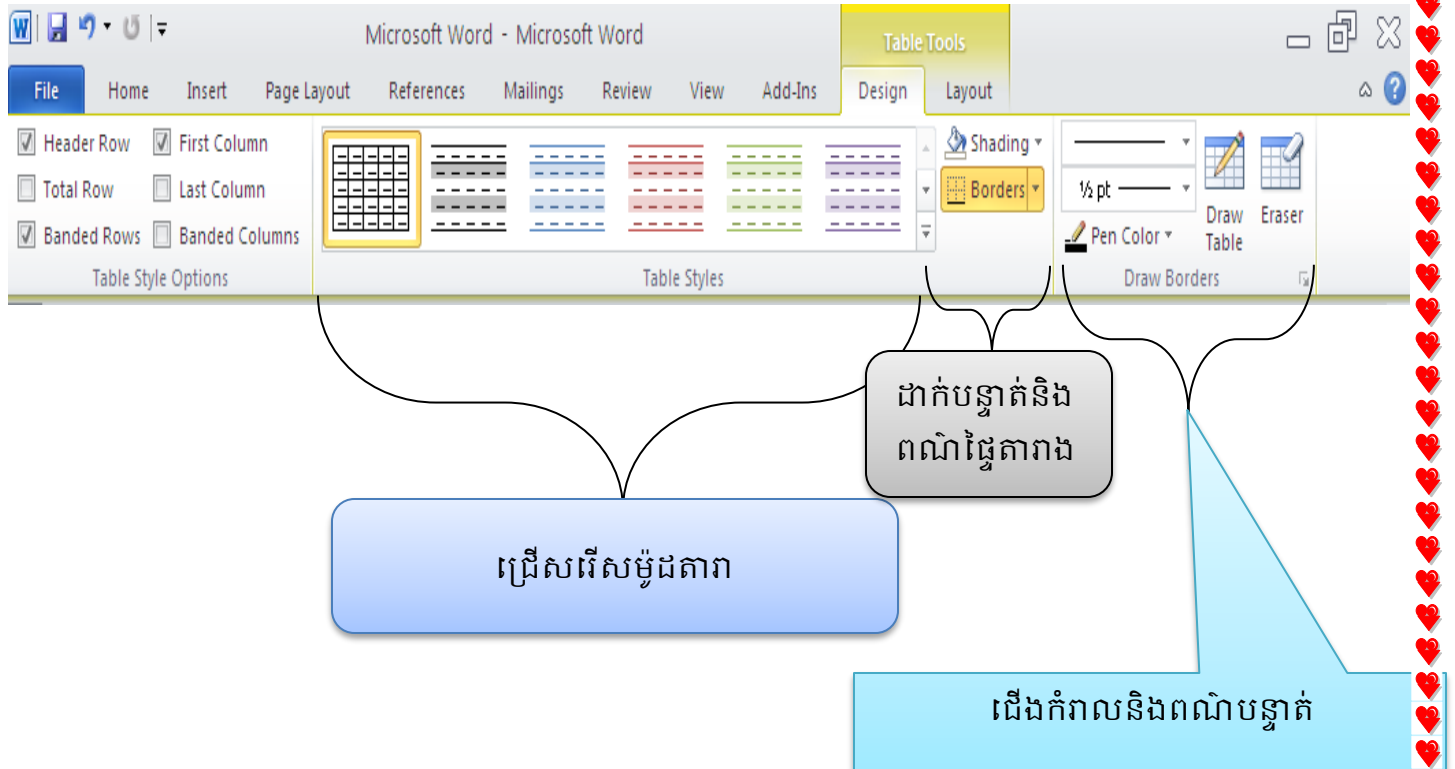 Microsoft Word - Microsoft Word
Table Tools
File Home Insert Page Layout References Mailings Review View Add-Ins Design Layout
Header Row First Column
Total Row Last Column
Banded Rows Banded Columns
Table Style Options
Table Styles
Shading
Borders
½ pt
Pen Color
Draw Table
Eraser
Draw Borders
ដាក់បន្ទាត់និង
ពណ៌ផ្ទៃតារាង
ជ្រើសរើសម៉ូដតារា
ជើងកំរាលនិងពណ៌បន្ទាត់